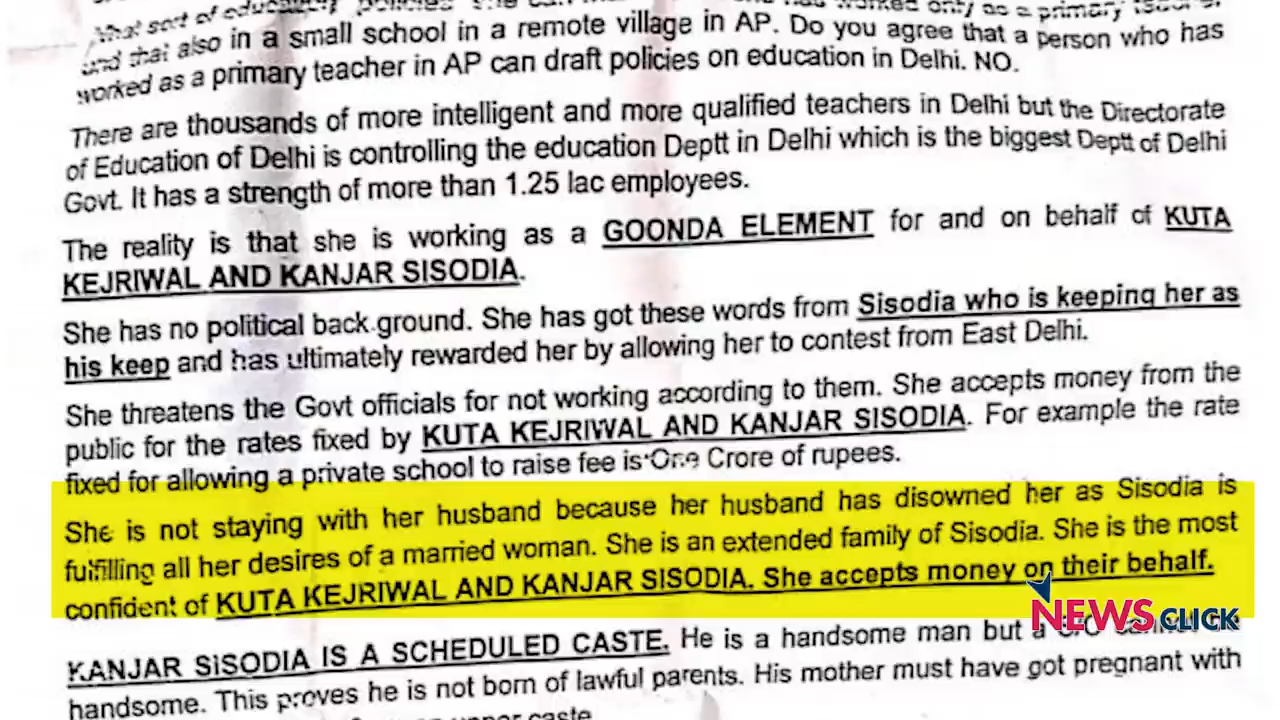 What sort of education policies she can
worked only as a primary
and that also in a small school in a remote village in AP. Do you agree that a person who has
worked as a primary teacher in AP can draft policies on education in Delhi. NO.
There are thousands of more intelligent and more qualified teachers in Delhi but the Directorate
of Education of Delhi is controlling the education Deptt in Delhi which is the biggest Deptt of Delhi
Govt. It has a strength of more than 1.25 lac employees.
The reality is that she is working as a GOONDA ELEMENT for and on behalf of KUTA
KEJRIWAL AND KANJAR SISODIA.
She has no political back ground. She has got these words from Sisodia who is keeping her as
his keep and has ultimately rewarded her by allowing her to contest from East Delhi.
She threatens the Govt officials for not working according to them. She accepts money from the
public for the rates fixed by KUTA KEJRIWAL AND KANJAR SISODIA. For example the rate
fixed for allowing a private school to raise fee is One Crore of rupees.
She is not staying with her husband because her husband has disowned her as Sisodia is
fulfilling all her desires of a married woman. She is an extended family of Sisodia. She is the most
confident of KUTA KEJRIWAL AND KANJAR SISODIA. She accepts money on their behalf.
NEWSCLICK
KANJAR SISODIA IS A SCHEDULED CASTE. He is a handsome man but a
handsome. This proves he is not born of lawful parents. His mother must have got pregnant with
upper caste